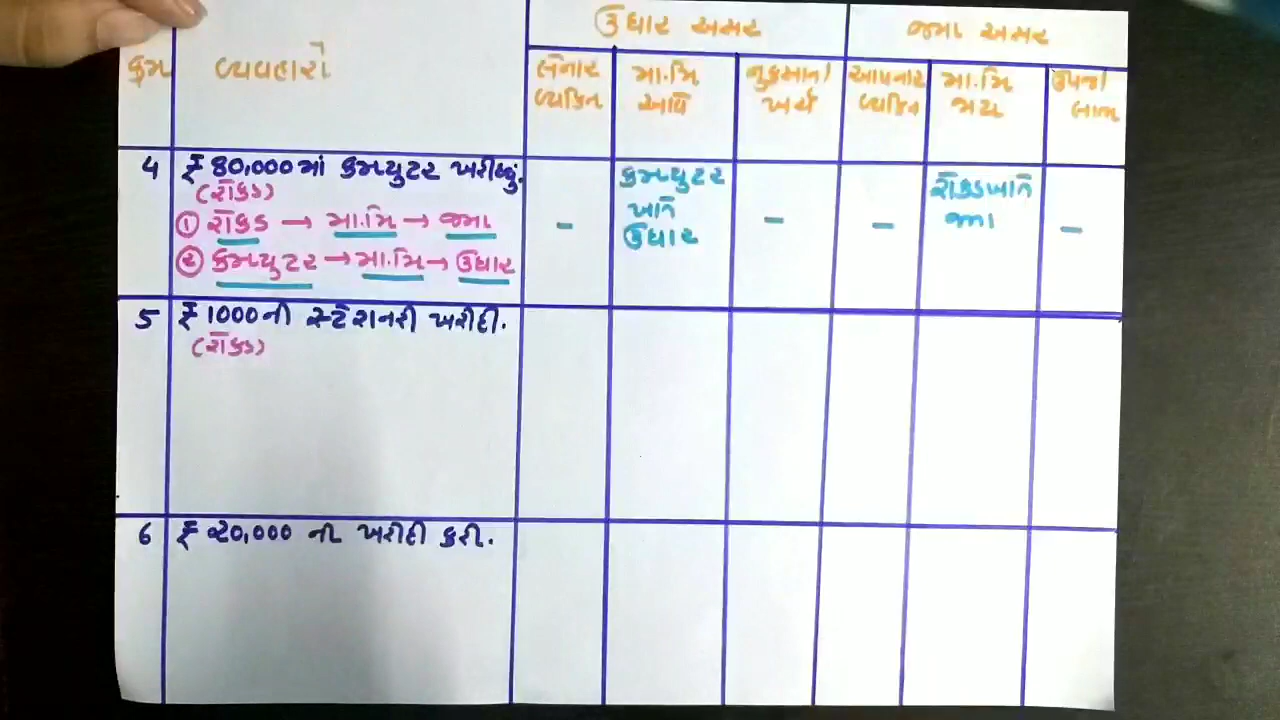 ઉધાર અસર
જમા અસર
ક્રમ
વ્યવહારો
લેનાર
વ્યક્તિ
મા.મિ
આવે
નુકસાન/
ખર્ચ
આપનાર
વ્યક્તિ
મા.મિ
જાય
ઉપજ/
લાભ
4
₹ 80,000માં કમ્પ્યુટર ખરીદ્યું.
(રોકડ)
① રોકડ → મા.મિ → જમા
② કમ્પ્યુટર → મા.મિ → ઉધાર
–
કમ્પ્યુટર
ખાતે
ઉધાર
–
–
રોકડખાતે
જમા
–
5
₹ 1000ની સ્ટેશનરી ખરીદી.
(રોકડ)
6
₹ 20,000 ની ખરીદી કરી.